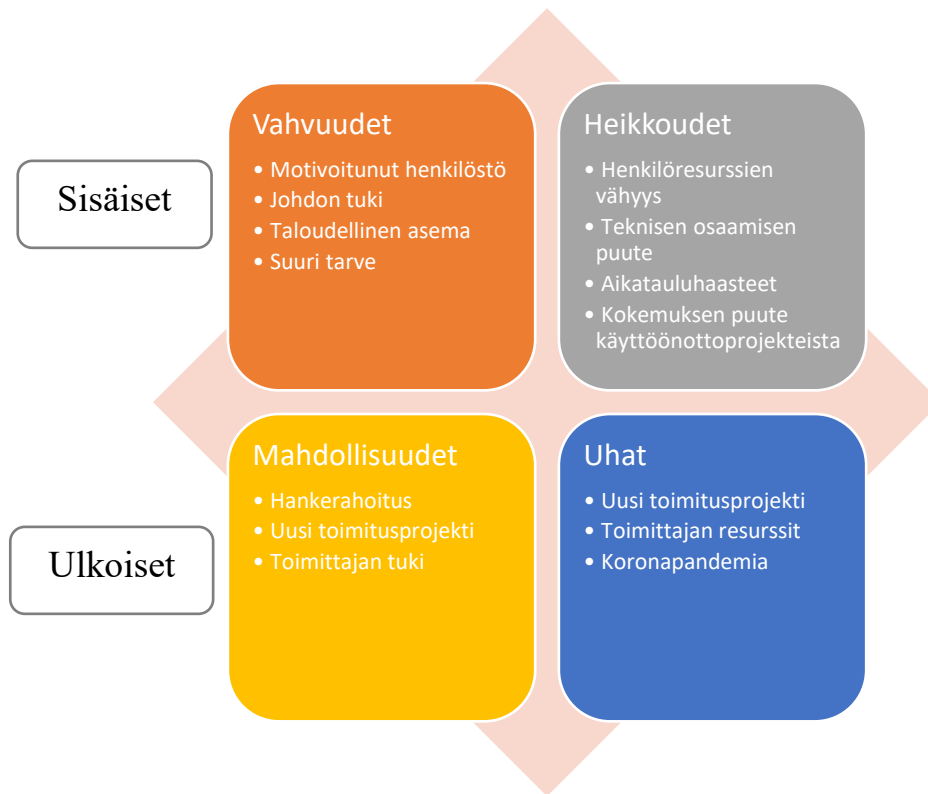 Sisäiset
Vahvuudet
• Motivoitunut henkilöstö
• Johdon tuki
• Taloudellinen asema
• Suuri tarve
Heikkoudet
• Henkilöresurssien
vähyys
• Teknisen osaamisen
puute
• Aikatauluhaasteet
• Kokemuksen puute
käyttöönottoprojekteista
Ulkoiset
Mahdollisuudet
• Hankerahoitus
• Uusi toimitusprojekti
• Toimittajan tuki
Uhat
• Uusi toimitusprojekti
• Toimittajan resurssit
• Koronapandemia